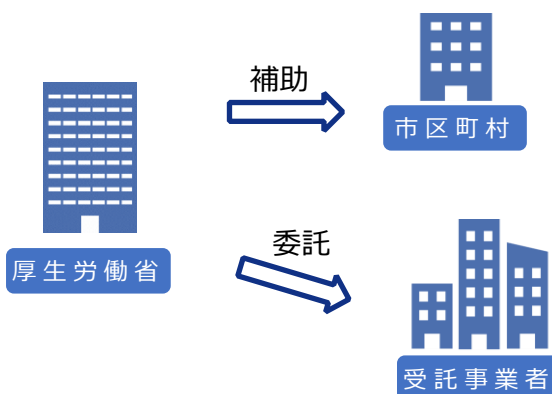 補助
市区町村
厚生労働省
委託
受託事業者